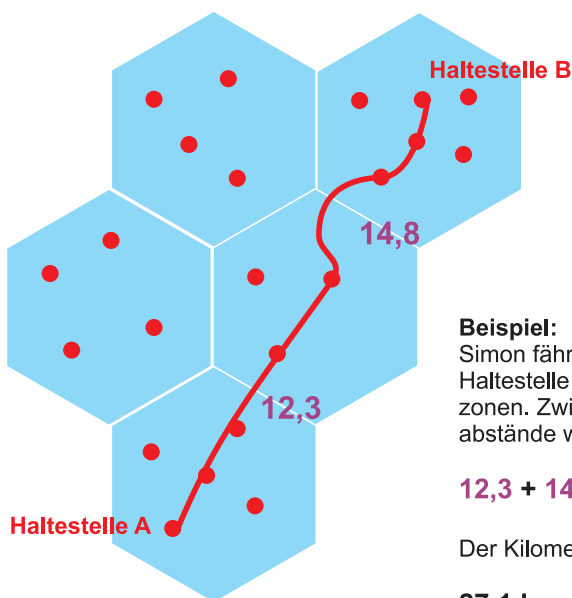 Haltestelle B
14,8
12,3
Haltestelle A
Beispiel:
Simon fähr
Haltestelle
zonen. Zwi
abstände w
12,3 + 14
Der Kilome